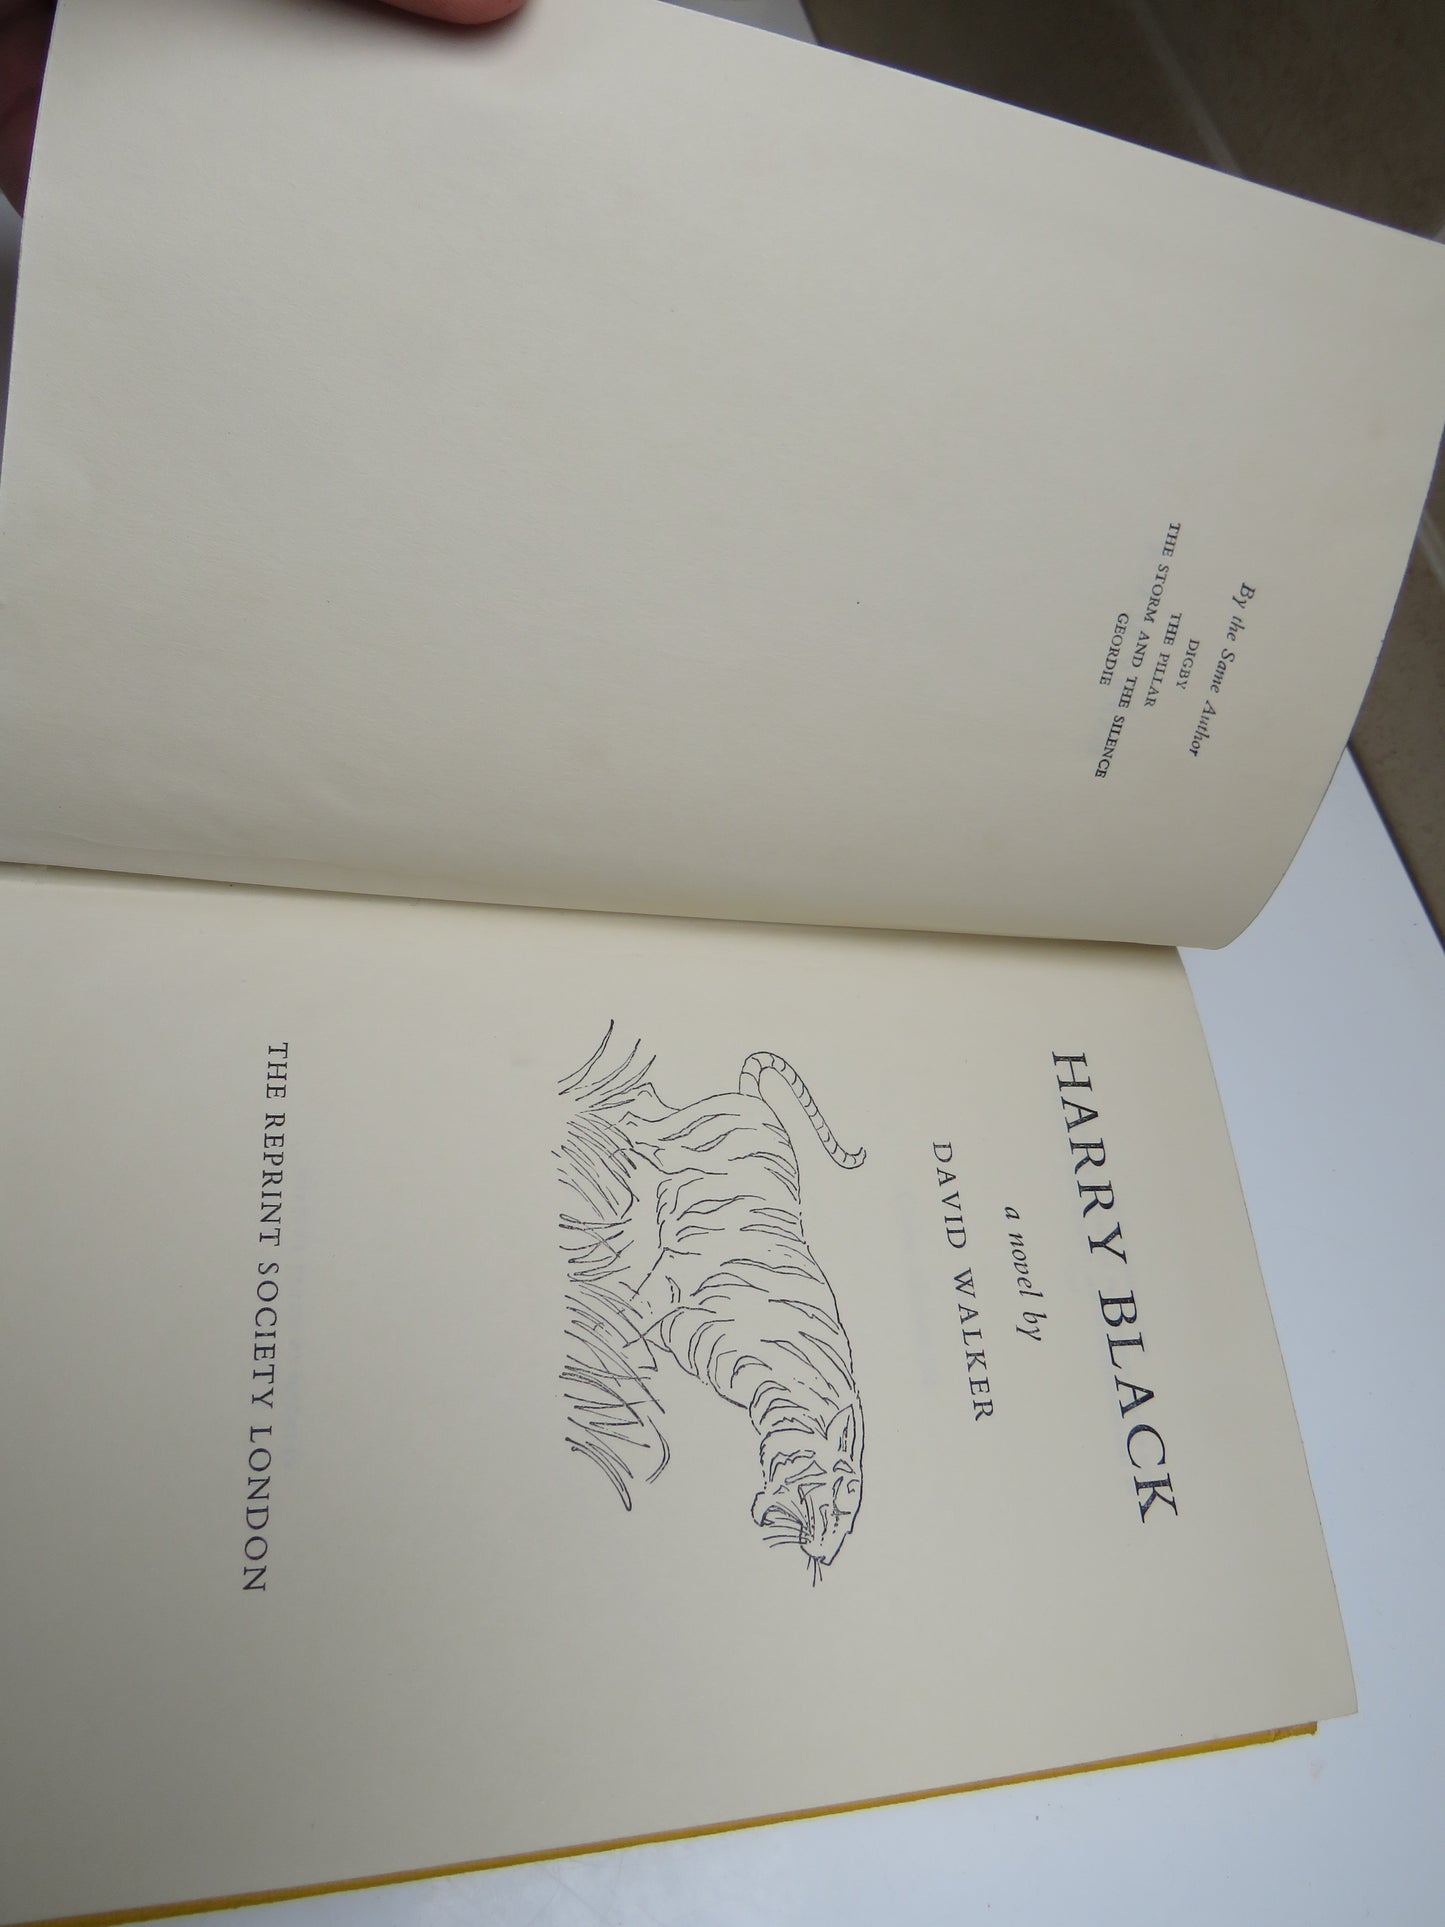 By the Same Author
DIGBY
THE PILLAR
THE STORM AND THE SILENCE
GEORDIE
HARRY BLACK
a novel by
DAVID WALKER
THE REPRINT SOCIETY LONDON